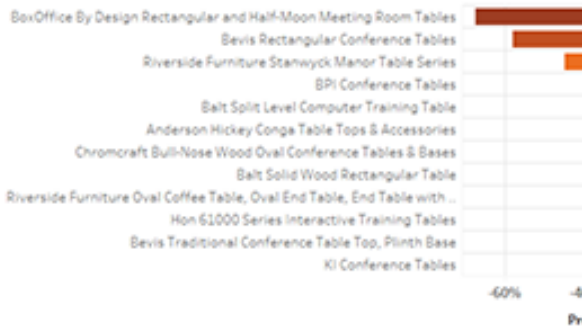 BoxOffice By Design Rectangular and Half-Moon Meeting Room Tables
Bevis Rectangular Conference Tables
Riverside Furniture Stanwyck Manor Table Series
BPI Conference Tables
Balt Split Level Computer Training Table
Anderson Hickey Conga Table Tops & Accessories
Chromcraft Bull-Nose Wood Oval Conference Tables & Bases
Balt Solid Wood Rectangular Table
Riverside Furniture Oval Coffee Table, Oval End Table, End Table with ..
Hon 61000 Series Interactive Training Tables
Bevis Traditional Conference Table Top, Plinth Base
KI Conference Tables
-60%